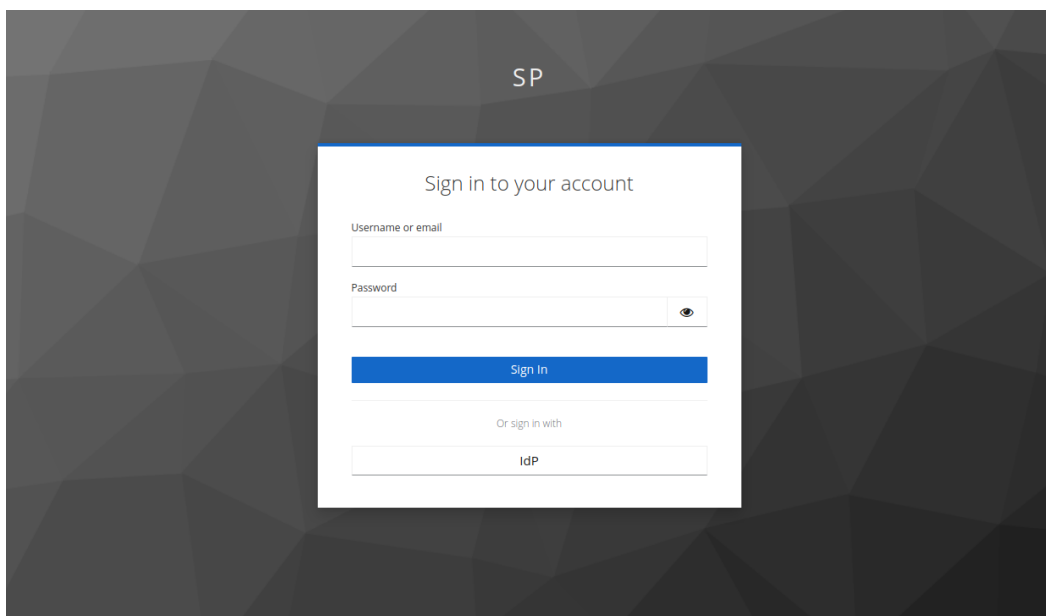 SP
Sign in to your account
Username or email
Password
Sign In
Or sign in with
IdP